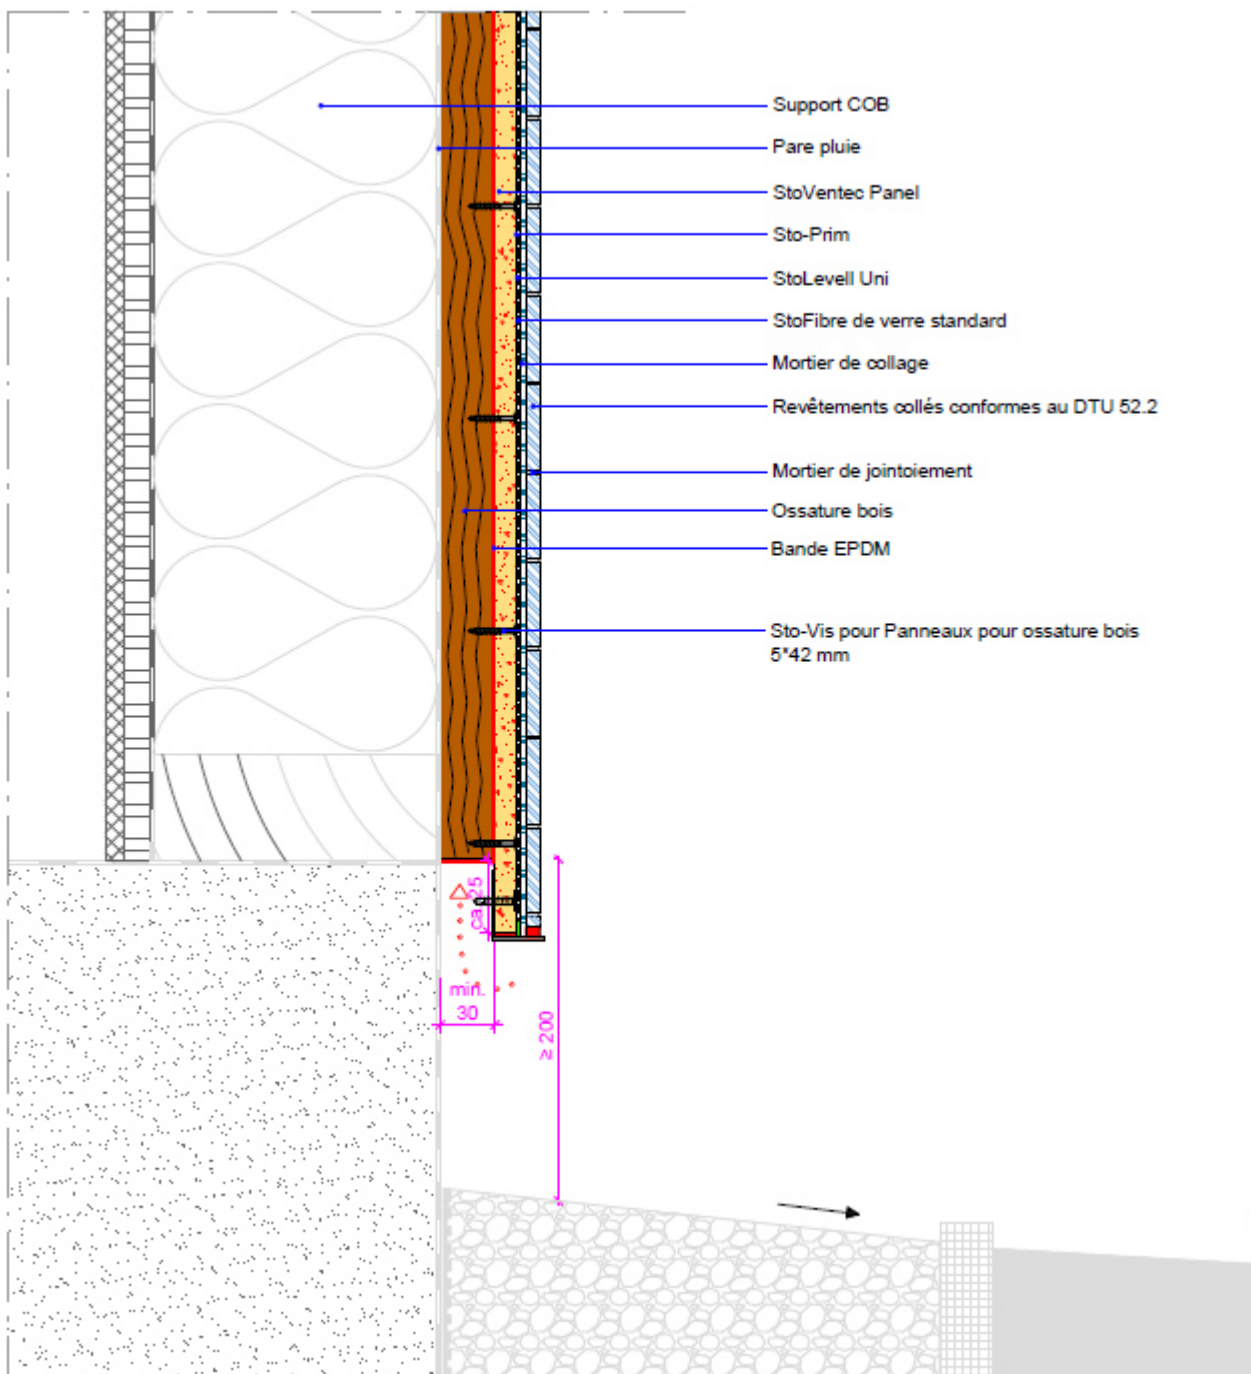 Support COB
Pare pluie
StoVentec Panel
Sto-Prim
StoLevell Uni
StoFibre de verre standard
Mortier de collage
Revêtements collés conformes au DTU 52.2
Mortier de jointoiement
Ossature bois
Bande EPDM
Sto-Vis pour Panneaux pour ossature bois
5*42 mm
ca. 25
min.
30
≥ 200